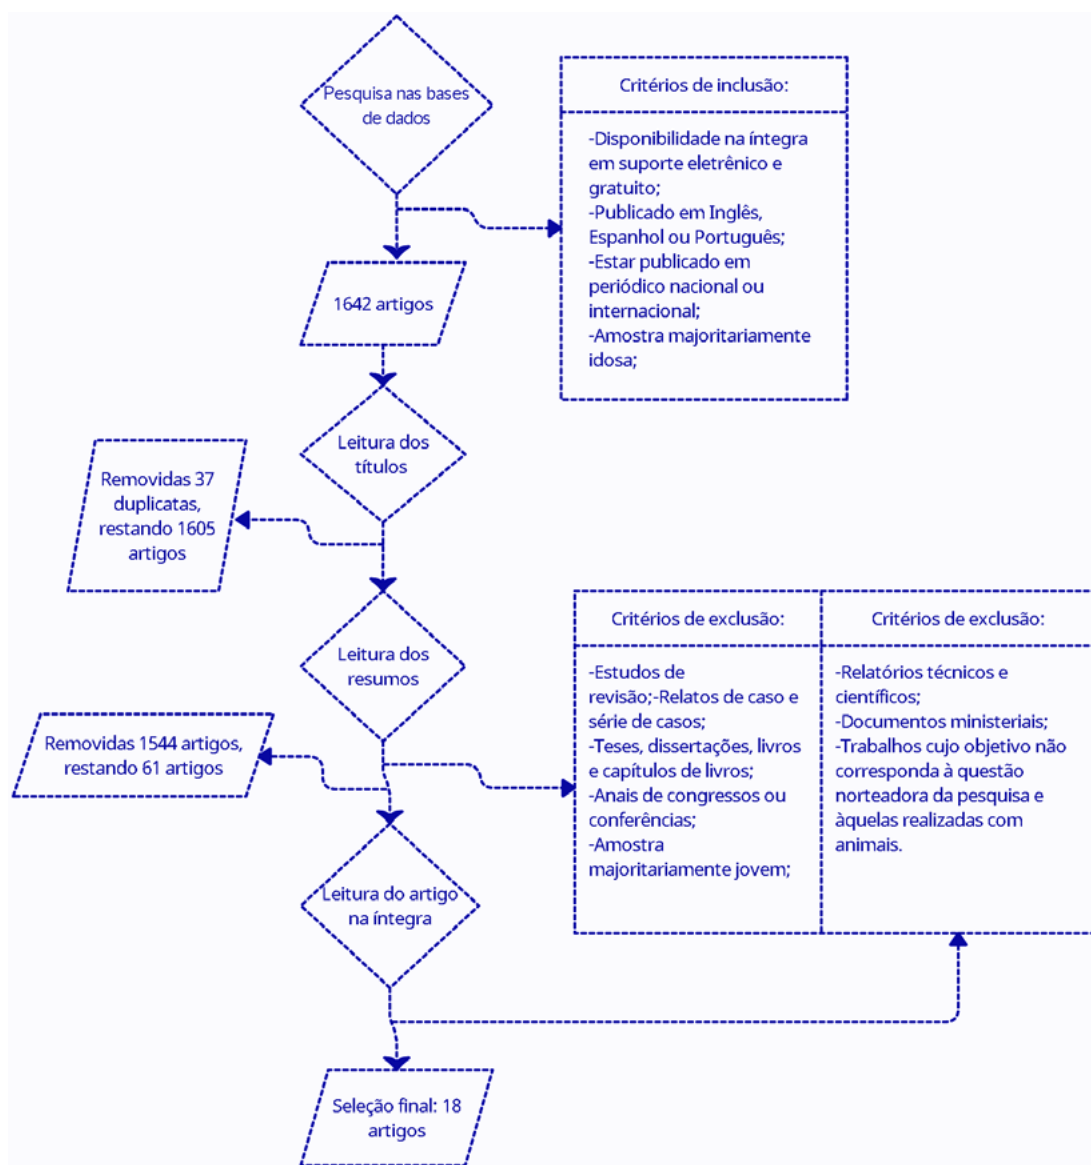 Pesquisa nas bases
de dados
Critérios de inclusão:
-Disponibilidade na íntegra
em suporte eletrênico e
gratuito;
-Publicado em Inglês,
Espanhol ou Português;
-Estar publicado em
periódico nacional ou
internacional;
-Amostra majoritariamente
idosa;
1642 artigos
Leitura dos
títulos
Removidas 37
duplicatas,
restando 1605
artigos
Leitura dos
resumos
Critérios de exclusão:
-Estudos de
revisão;-Relatos de caso e
série de casos;
-Teses, dissertações, livros
e capítulos de livros;
-Anais de congressos ou
conferências;
-Amostra
majoritariamente jovem;
Critérios de exclusão:
-Relatórios técnicos e
científicos;
-Documentos ministeriais;
-Trabalhos cujo objetivo não
corresponda à questão
norteadora da pesquisa e
àquelas realizadas com
animais.
Removidas 1544 artigos,
restando 61 artigos
Leitura do artigo
na íntegra
Seleção final: 18
artigos